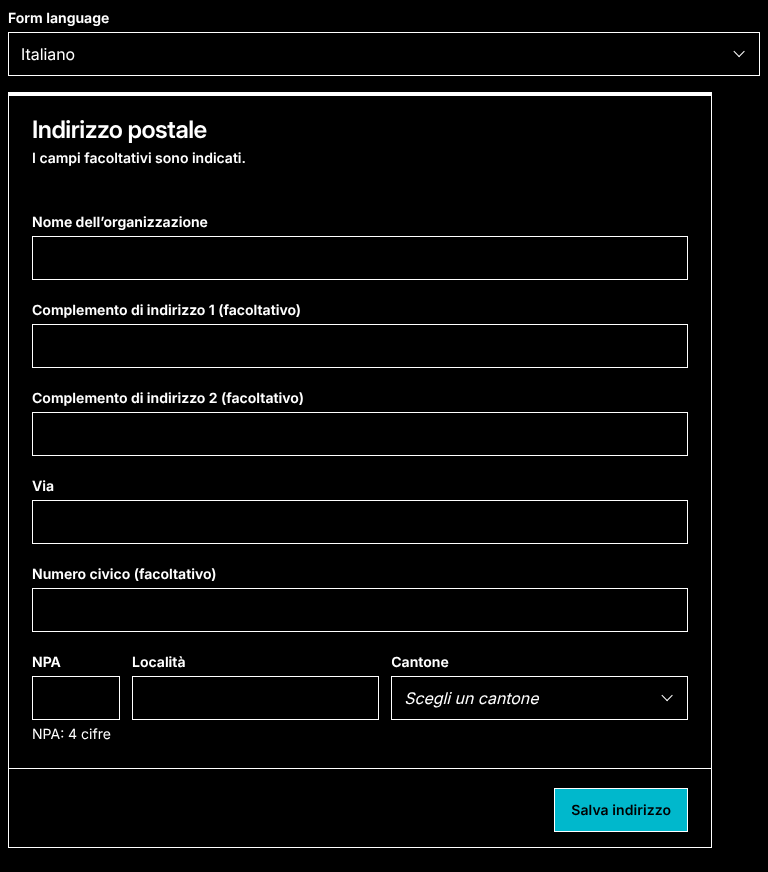 Form language
Italiano
Indirizzo postale
I campi facoltativi sono indicati.
Nome dell’organizzazione
Complemento di indirizzo 1 (facoltativo)
Complemento di indirizzo 2 (facoltativo)
Via
Numero civico (facoltativo)
NPA Località Cantone
Scegli un cantone
NPA: 4 cifre
Salva indirizzo